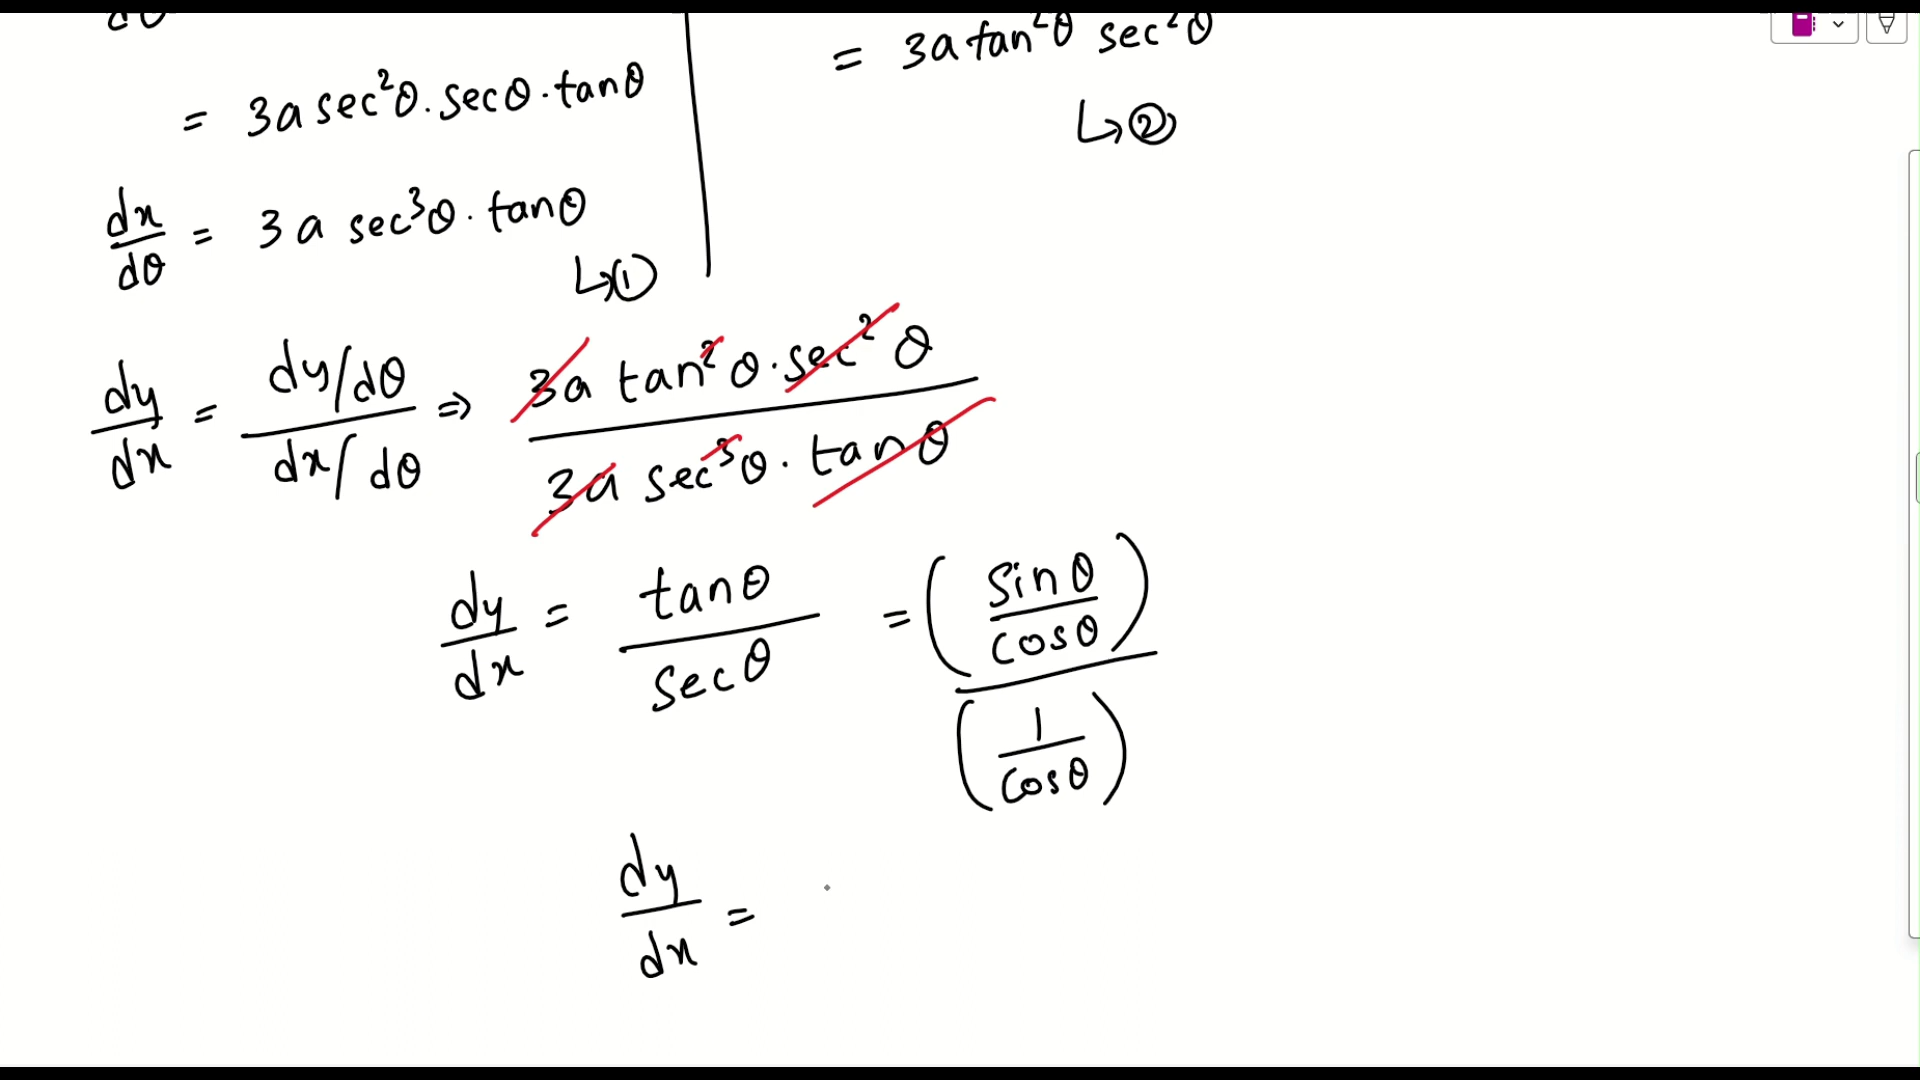 dθ
= 3a sec²θ . secθ . tanθ
dx/dθ = 3a sec³θ . tanθ
↳①
= 3a tan²θ sec²θ
↳②
dy/dx = (dy/dθ)/(dx/dθ) ⇒ (3a tan²θ . sec²θ)/(3a sec³θ . tanθ)
dy/dx = tanθ/secθ = (sinθ/cosθ)/(1/cosθ)
dy/dx =